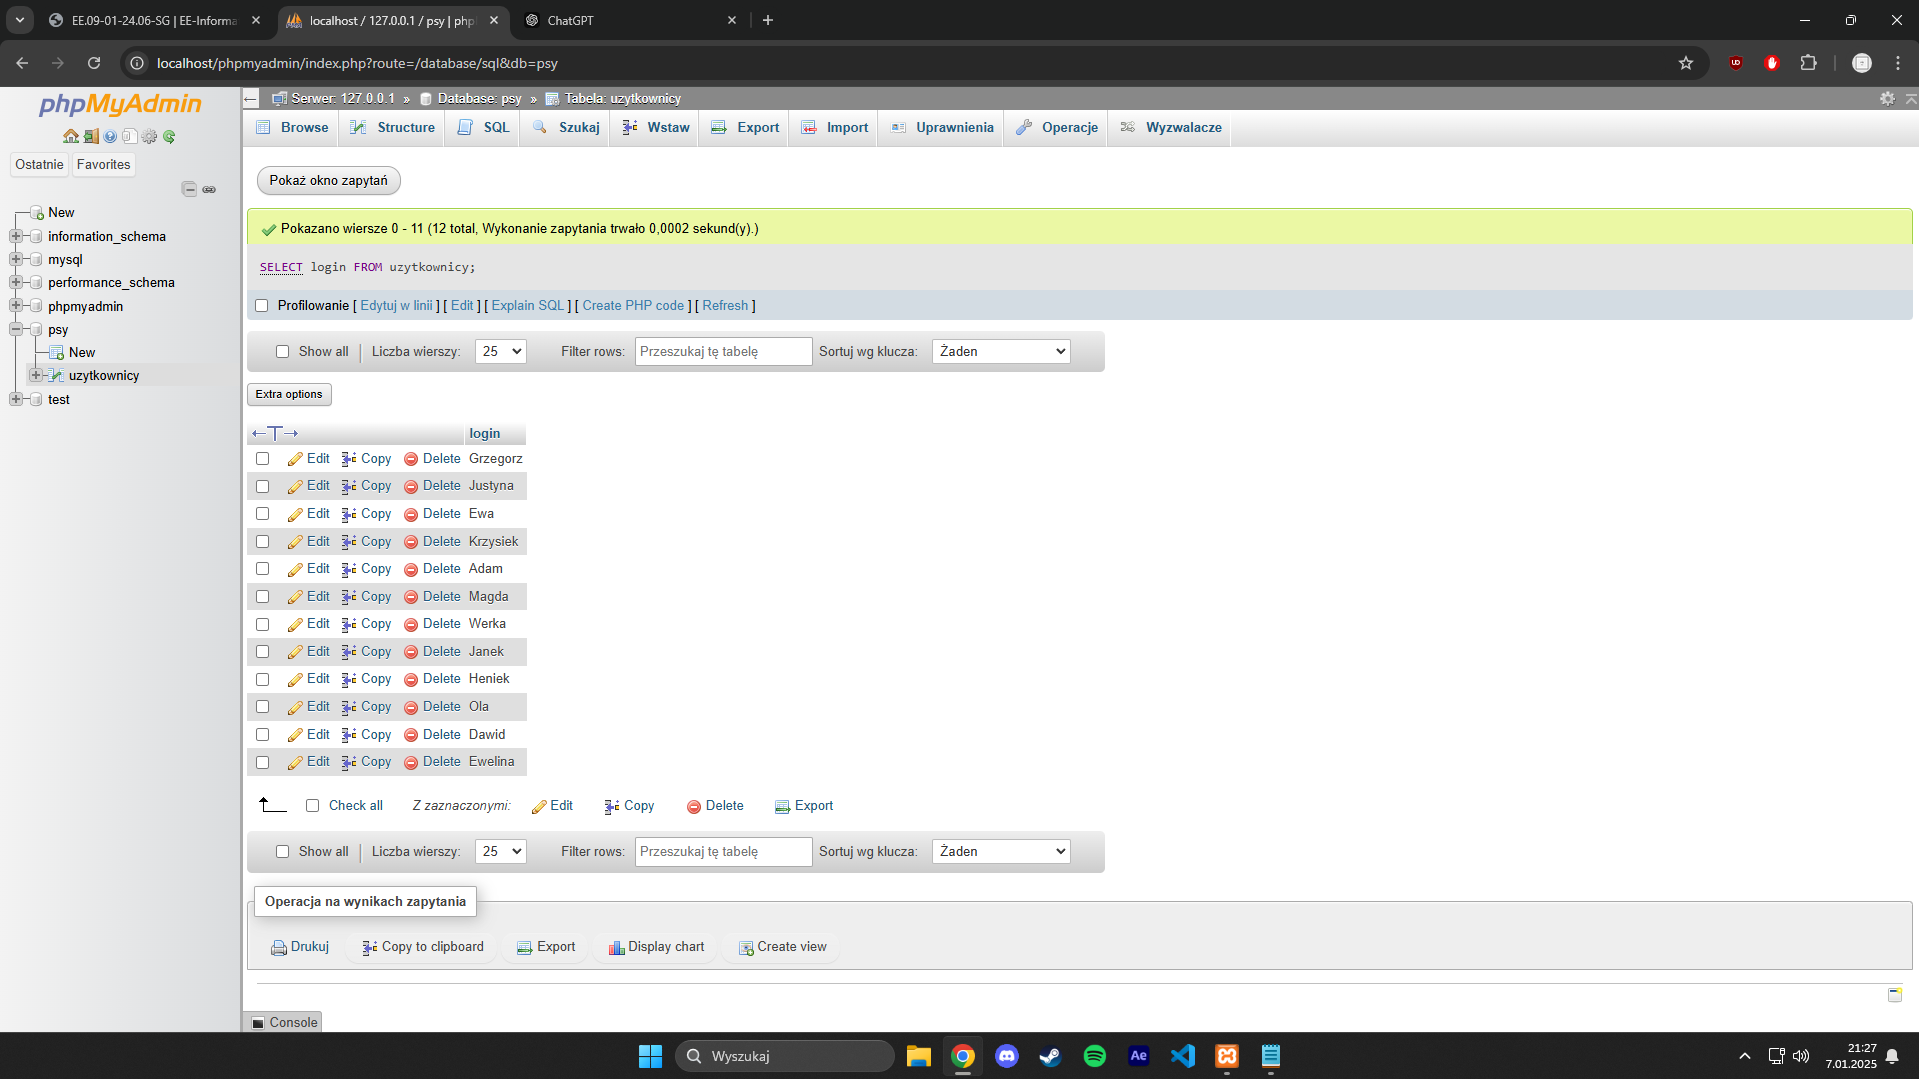 EE.09-01-24.06-SG | EE-Informa
localhost / 127.0.0.1 / psy | php
ChatGPT
localhost/phpmyadmin/index.php?route=/database/sql&db=psy
phpMyAdmin
Ostatnie Favorites
New
information_schema
mysql
performance_schema
phpmyadmin
psy
New
uzytkownicy
test
Serwer: 127.0.0.1 » Database: psy » Tabela: uzytkownicy
Browse Structure SQL Szukaj Wstaw Export Import Uprawnienia Operacje Wyzwalacze
Pokaż okno zapytań
Pokazano wiersze 0 - 11 (12 total, Wykonanie zapytania trwało 0,0002 sekund(y).)
SELECT login FROM uzytkownicy;
Profilowanie [ Edytuj w linii ] [ Edit ] [ Explain SQL ] [ Create PHP code ] [ Refresh ]
Show all Liczba wierszy: 25 Filter rows: Przeszukaj tę tabelę Sortuj wg klucza: Żaden
Extra options
←T→ login
Edit Copy Delete Grzegorz
Edit Copy Delete Justyna
Edit Copy Delete Ewa
Edit Copy Delete Krzysiek
Edit Copy Delete Adam
Edit Copy Delete Magda
Edit Copy Delete Werka
Edit Copy Delete Janek
Edit Copy Delete Heniek
Edit Copy Delete Ola
Edit Copy Delete Dawid
Edit Copy Delete Ewelina
Check all Z zaznaczonymi: Edit Copy Delete Export
Show all Liczba wierszy: 25 Filter rows: Przeszukaj tę tabelę Sortuj wg klucza: Żaden
Operacja na wynikach zapytania
Drukuj Copy to clipboard Export Display chart Create view
Console
Wyszukaj
Ae
21:27
7.01.2025